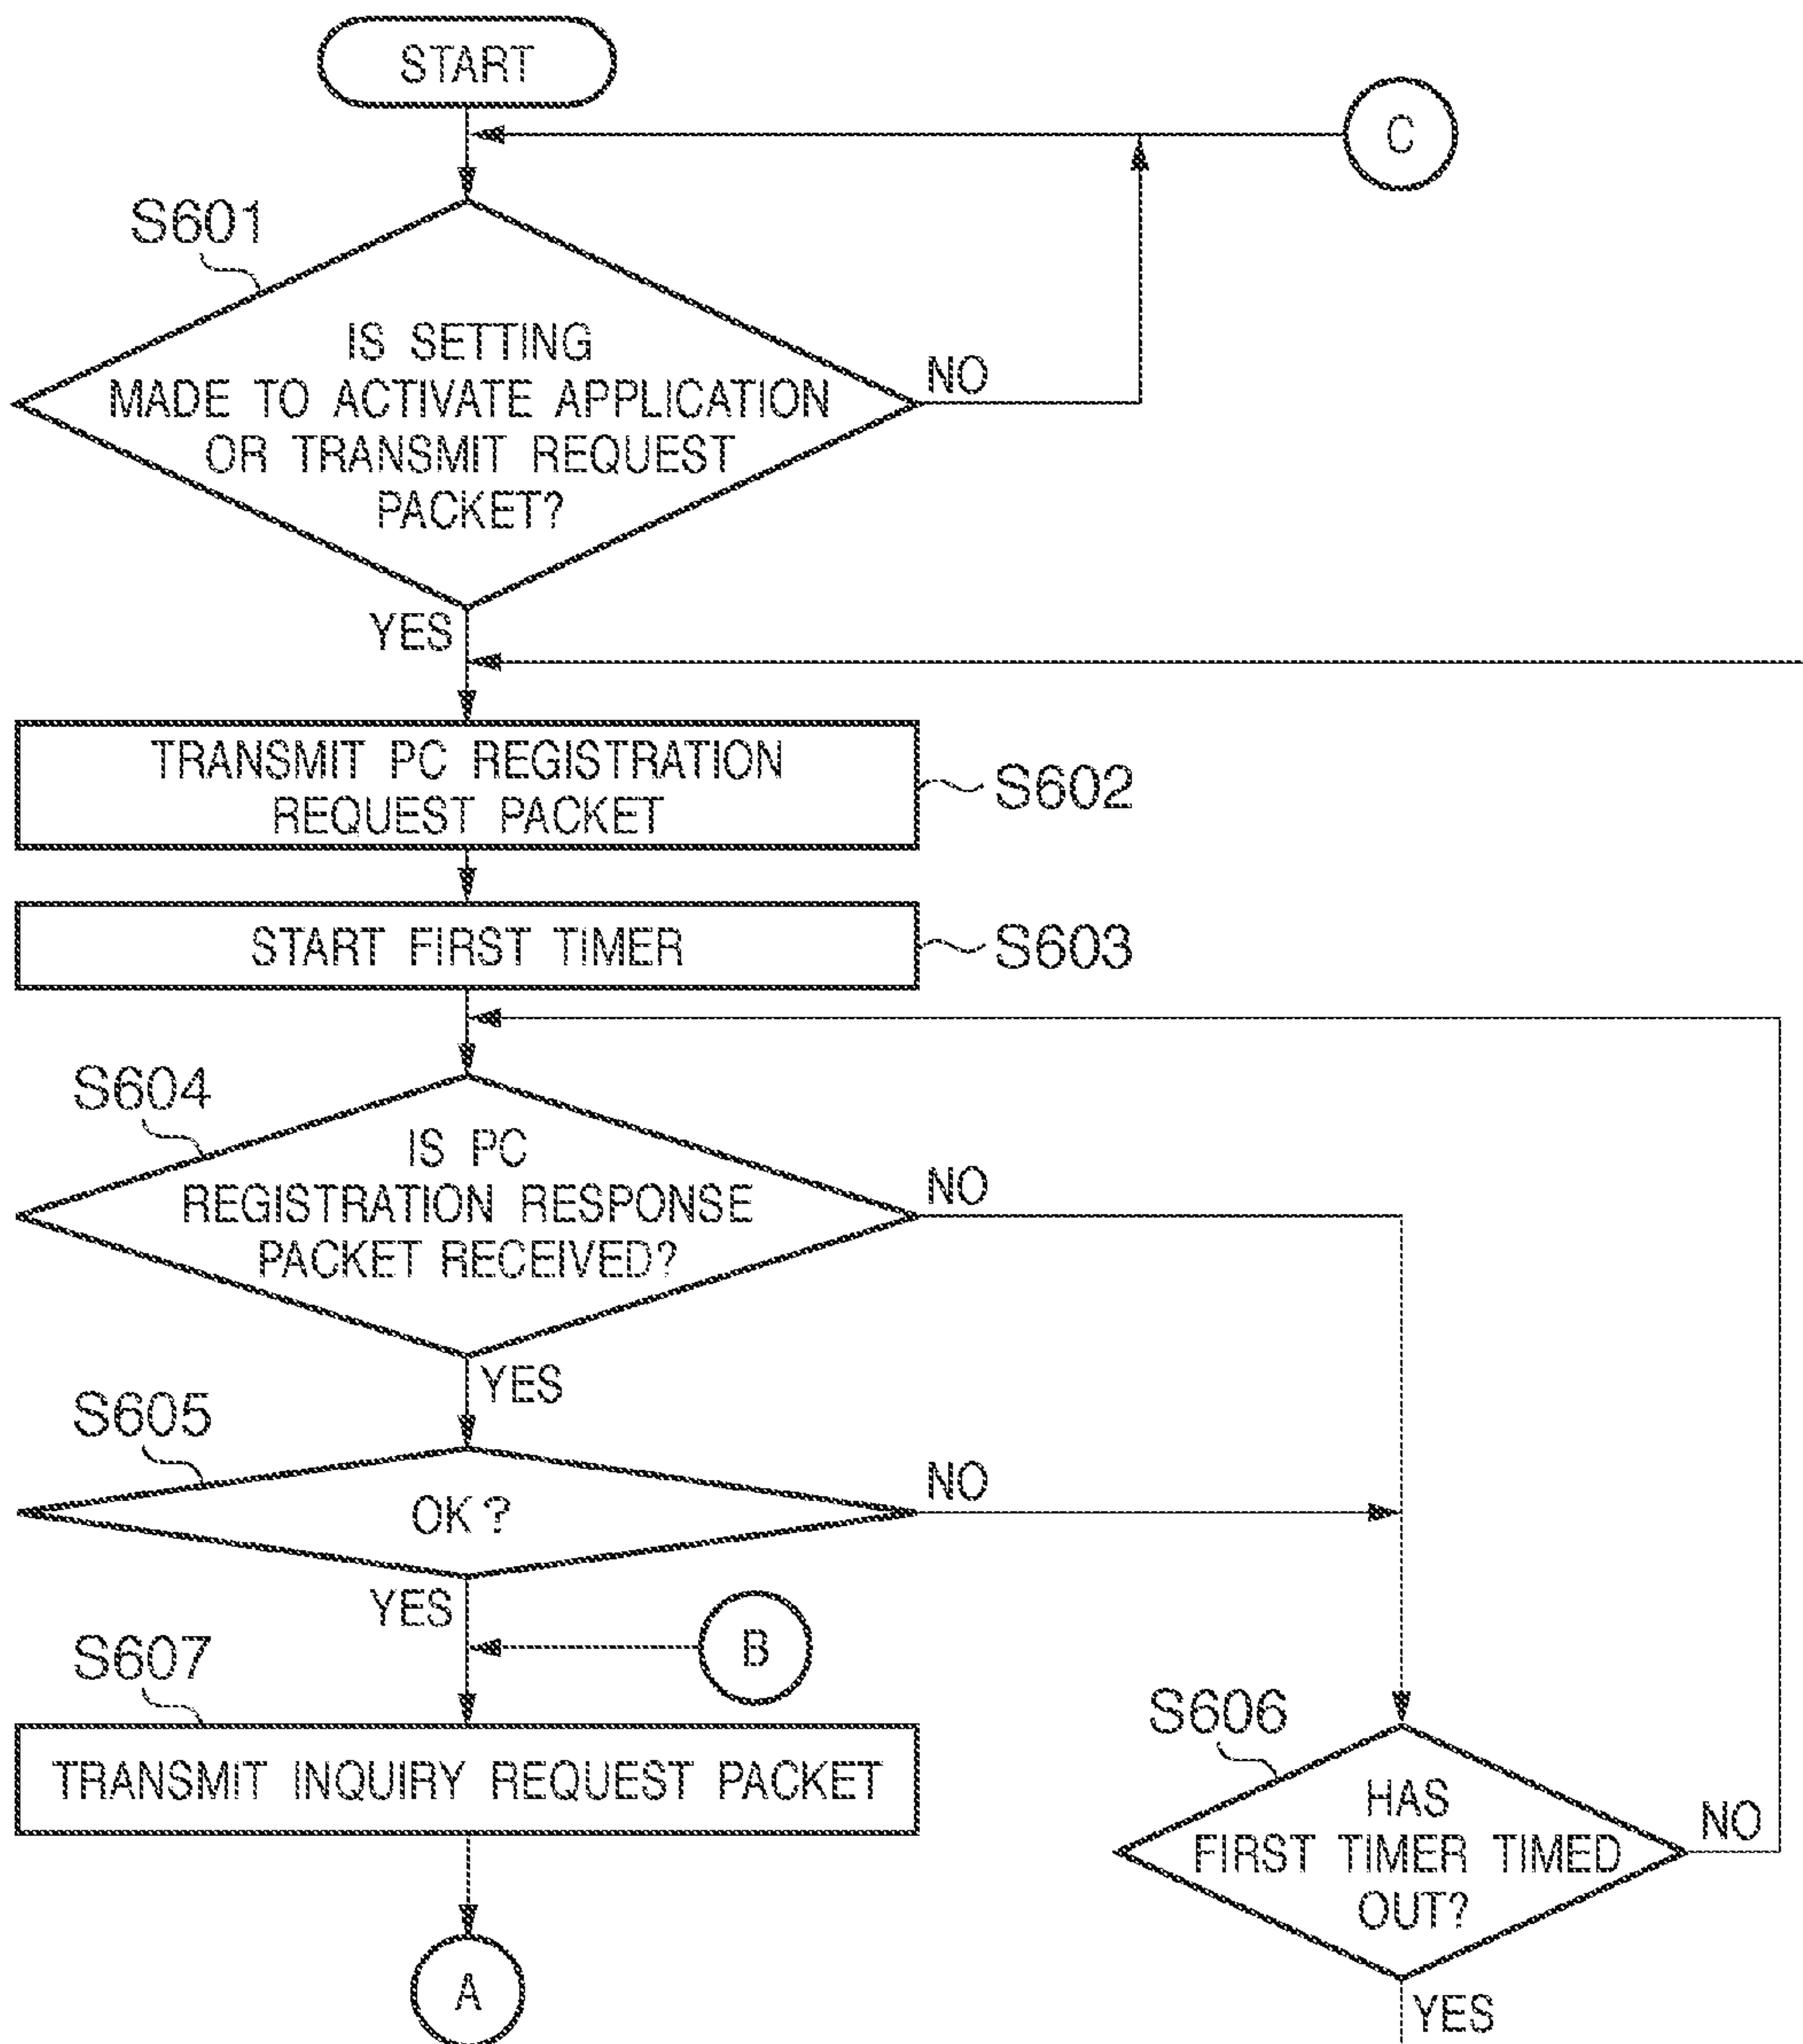 START
C
S601
IS SETTING
MADE TO ACTIVATE APPLICATION
OR TRANSMIT REQUEST
PACKET?
NO
YES
TRANSMIT PC REGISTRATION
REQUEST PACKET
S602
START FIRST TIMER
S603
S604
IS PC
REGISTRATION RESPONSE
PACKET RECEIVED?
NO
YES
S605
OK?
NO
YES
B
S607
TRANSMIT INQUIRY REQUEST PACKET
A
S606
HAS
FIRST TIMER TIMED
OUT?
NO
YES